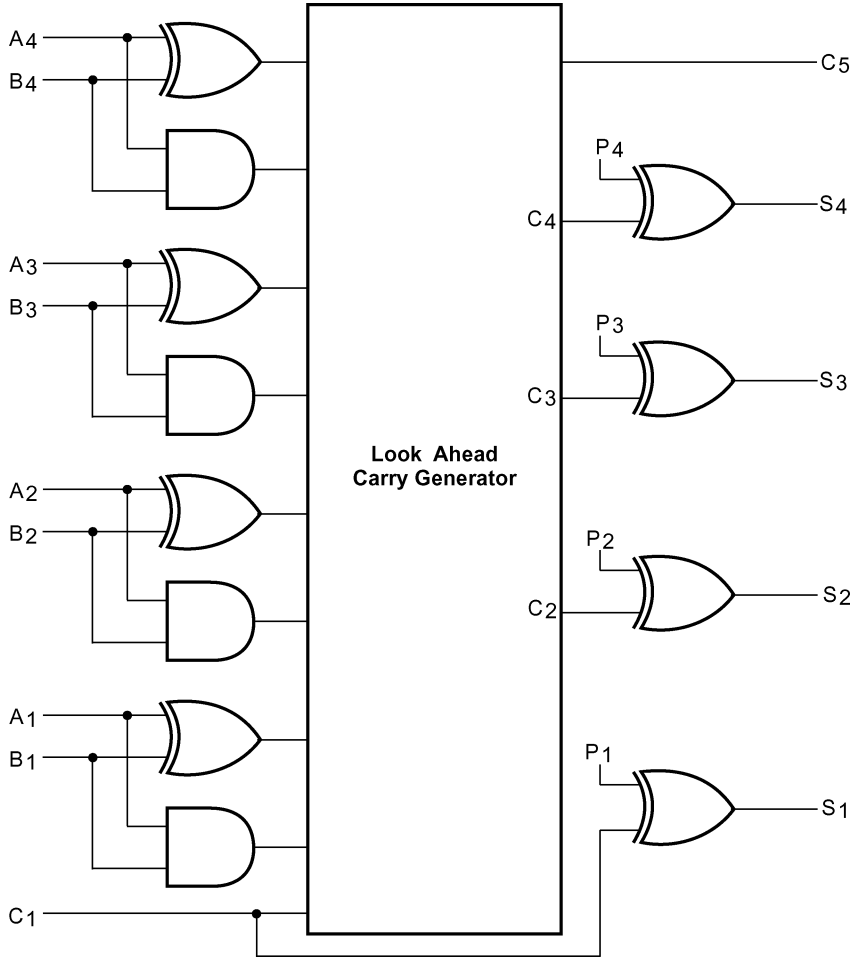 A4
B4
C5
P4
C4
S4
A3
B3
P3
C3
S3
Look Ahead
Carry Generator
A2
B2
P2
C2
S2
A1
B1
P1
S1
C1